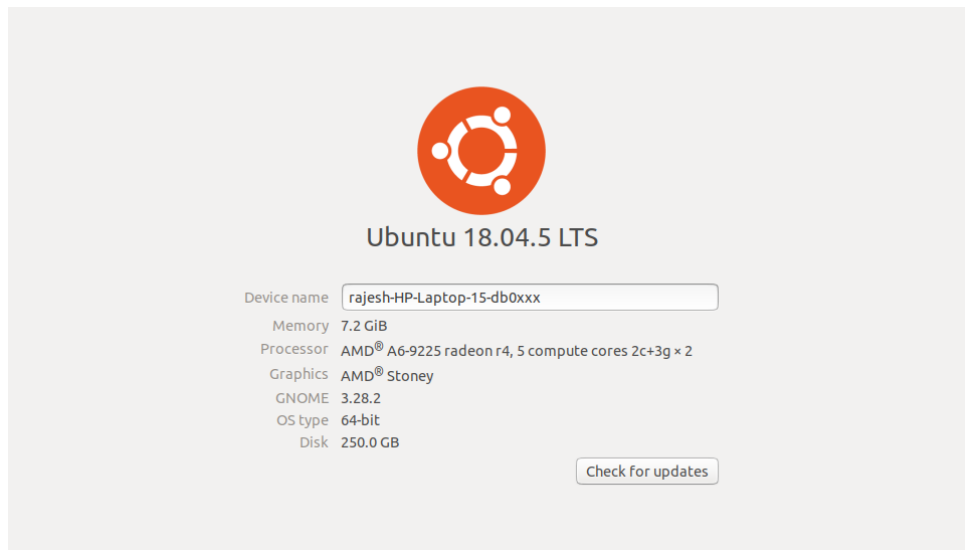 Ubuntu 18.04.5 LTS
Device name rajesh-HP-Laptop-15-db0xxx
Memory 7.2 GiB
Processor AMD® A6-9225 radeon r4, 5 compute cores 2c+3g × 2
Graphics AMD® Stoney
GNOME 3.28.2
OS type 64-bit
Disk 250.0 GB
Check for updates